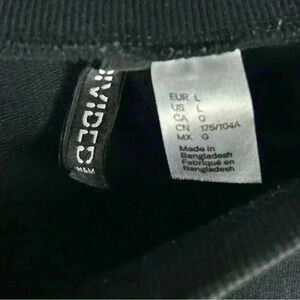 DIVIDED
H&M
EUR L
US L
CA G
CN 175/104A
MX G
Made in
Bangladesh
Fabriqué en
Bangladesh